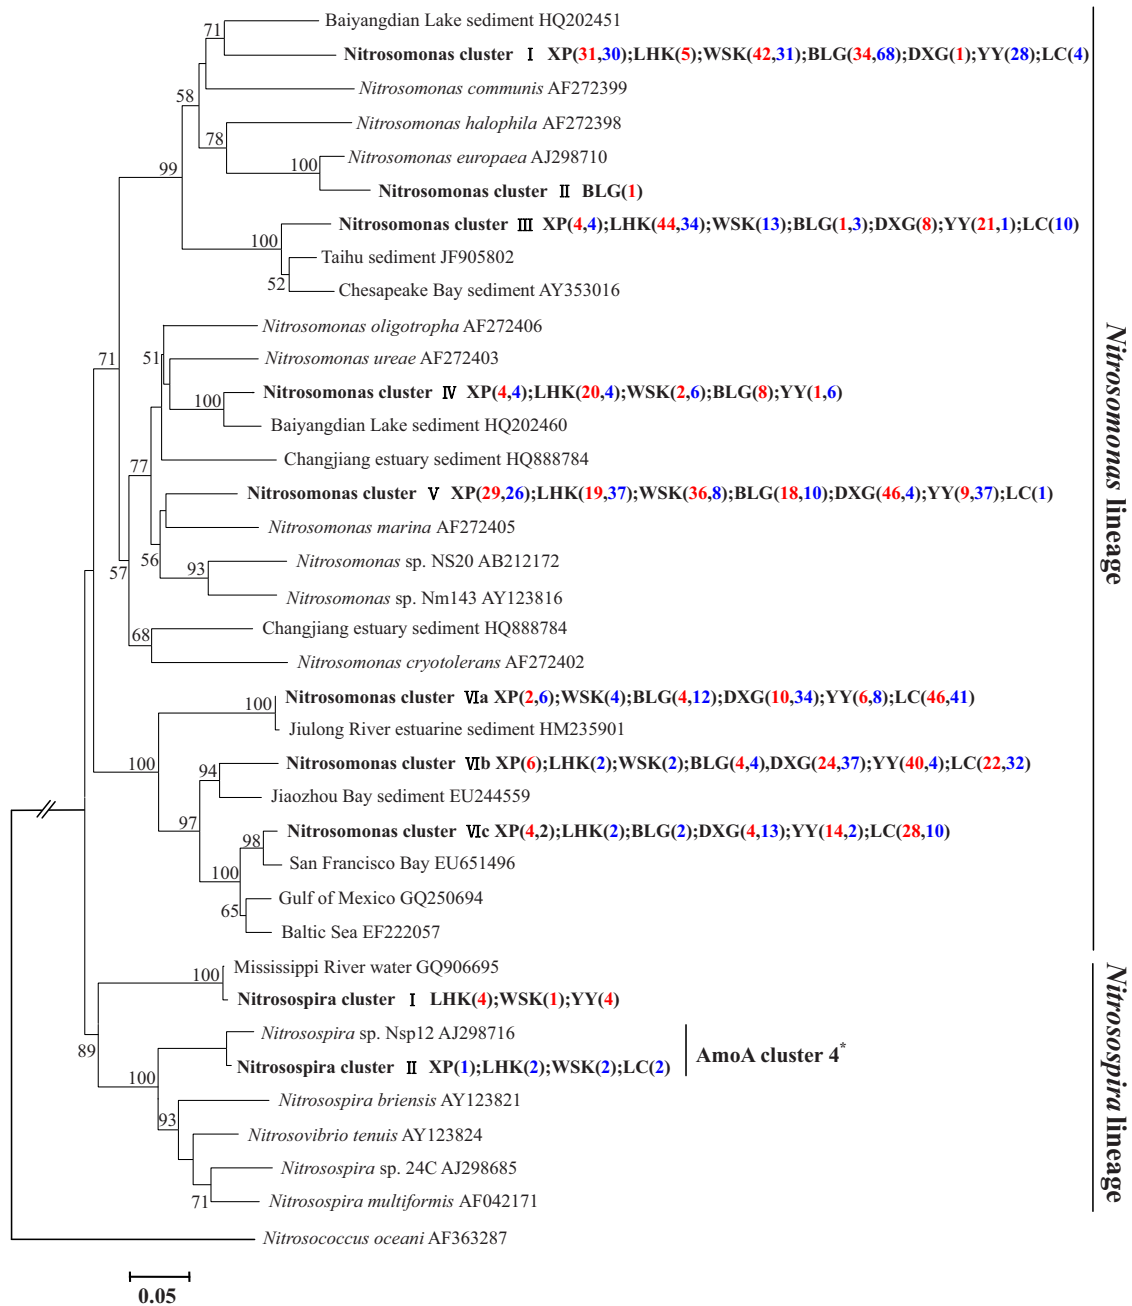 Baiyangdian Lake sediment HQ202451
71
Nitrosomonas cluster Ⅰ XP(31,30);LHK(5);WSK(42,31);BLG(34,68);DXG(1);YY(28);LC(4)
Nitrosomonas communis AF272399
58
Nitrosomonas halophila AF272398
78
Nitrosomonas europaea AJ298710
100
99
Nitrosomonas cluster Ⅱ BLG(1)
Nitrosomonas cluster Ⅲ XP(4,4);LHK(44,34);WSK(13);BLG(1,3);DXG(8);YY(21,1);LC(10)
100
Taihu sediment JF905802
52
Chesapeake Bay sediment AY353016
Nitrosomonas oligotropha AF272406
71
51
Nitrosomonas ureae AF272403
Nitrosomonas cluster Ⅳ XP(4,4);LHK(20,4);WSK(2,6);BLG(8);YY(1,6)
100
Baiyangdian Lake sediment HQ202460
Changjiang estuary sediment HQ888784
77
Nitrosomonas cluster Ⅴ XP(29,26);LHK(19,37);WSK(36,8);BLG(18,10);DXG(46,4);YY(9,37);LC(1)
Nitrosomonas marina AF272405
56
Nitrosomonas sp. NS20 AB212172
57
93
Nitrosomonas sp. Nm143 AY123816
Changjiang estuary sediment HQ888784
68
Nitrosomonas cryotolerans AF272402
Nitrosomonas cluster Ⅵa XP(2,6);WSK(4);BLG(4,12);DXG(10,34);YY(6,8);LC(46,41)
100
Jiulong River estuarine sediment HM235901
100
Nitrosomonas cluster Ⅵb XP(6);LHK(2);WSK(2);BLG(4,4),DXG(24,37);YY(40,4);LC(22,32)
94
Jiaozhou Bay sediment EU244559
97
Nitrosomonas cluster Ⅵc XP(4,2);LHK(2);BLG(2);DXG(4,13);YY(14,2);LC(28,10)
98
San Francisco Bay EU651496
100
Gulf of Mexico GQ250694
65
Baltic Sea EF222057
Nitrosomonas lineage
Mississippi River water GQ906695
100
Nitrosospira cluster Ⅰ LHK(4);WSK(1);YY(4)
Nitrosospira sp. Nsp12 AJ298716
89
AmoA cluster 4*
Nitrosospira cluster Ⅱ XP(1);LHK(2);WSK(2);LC(2)
100
Nitrosospira briensis AY123821
93
Nitrosovibrio tenuis AY123824
Nitrosospira sp. 24C AJ298685
71
Nitrosospira multiformis AF042171
Nitrosospira lineage
Nitrosococcus oceani AF363287
0.05